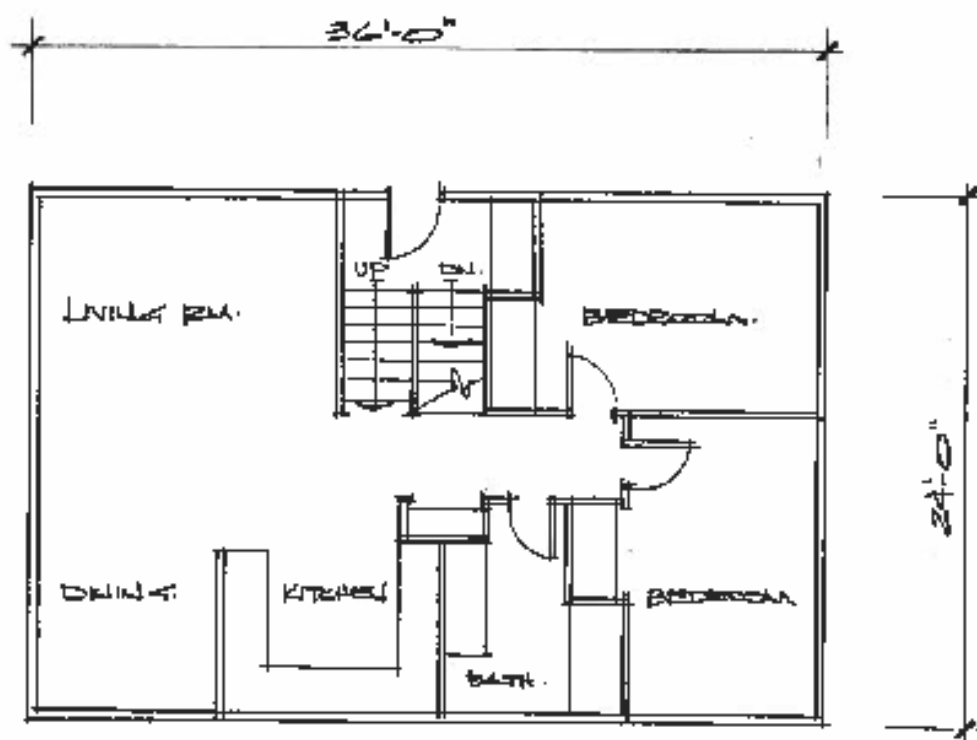 36'-0"
UP
DN.
LIVING RM.
BEDROOM
24'-0"
DINING
KITCHEN
BEDROOM
BATH